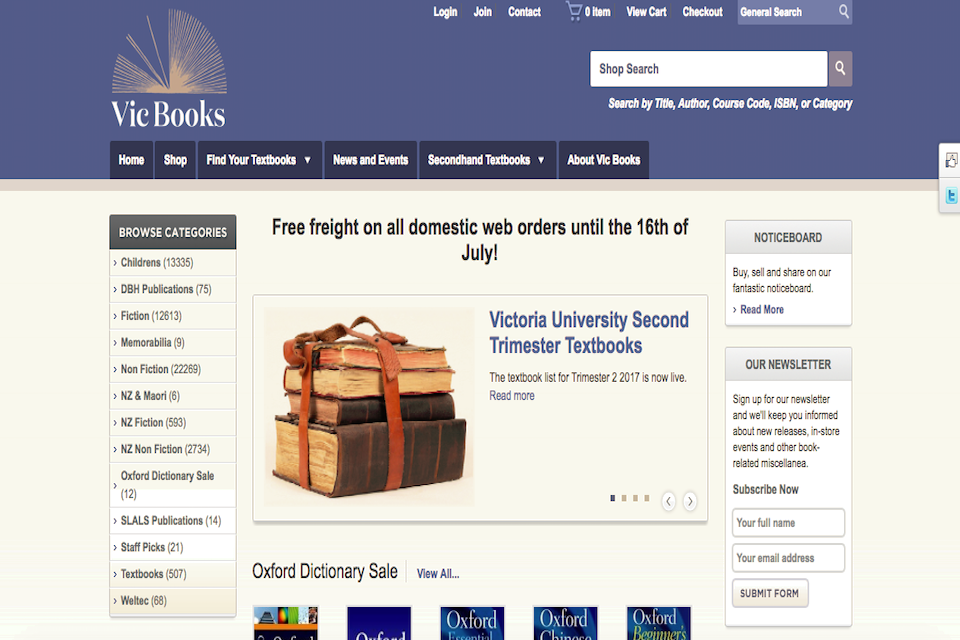 Login Join Contact 0 item View Cart Checkout General Search
Vic Books
Shop Search
Search by Title, Author, Course Code, ISBN, or Category
Home Shop Find Your Textbooks ▼ News and Events Secondhand Textbooks ▼ About Vic Books
BROWSE CATEGORIES
› Childrens (13335)
› DBH Publications (75)
› Fiction (12613)
› Memorabilia (9)
› Non Fiction (22269)
› NZ & Maori (6)
› NZ Fiction (593)
› NZ Non Fiction (2734)
› Oxford Dictionary Sale
(12)
› SLALS Publications (14)
› Staff Picks (21)
› Textbooks (507)
› Weltec (68)
Free freight on all domestic web orders until the 16th of
July!
Victoria University Second
Trimester Textbooks
The textbook list for Trimester 2 2017 is now live.
Read more
Oxford Dictionary Sale View All...
Oxford
Oxford
Essential
Oxford
Chinese
Oxford
Beginner's
NOTICEBOARD
Buy, sell and share on our
fantastic noticeboard.
› Read More
OUR NEWSLETTER
Sign up for our newsletter
and we'll keep you informed
about new releases, in-store
events and other book-
related miscellanea.
Subscribe Now
Your full name
Your email address
SUBMIT FORM